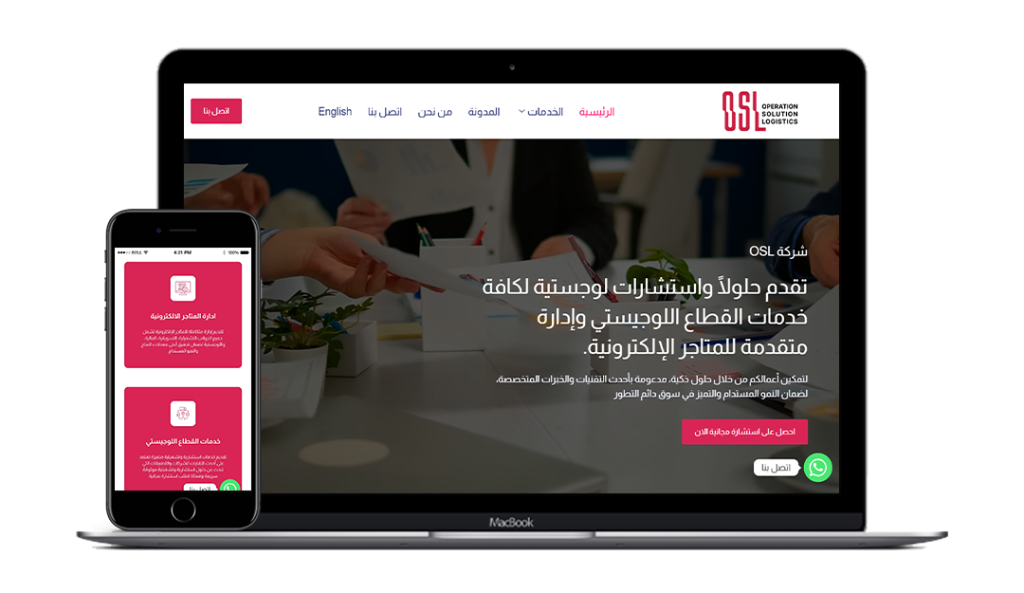 OSL
OPERATION
SOLUTION
LOGISTICS
الرئيسية
الخدمات
المدونة
من نحن
اتصل بنا
English
اتصل بنا
شركة OSL
تقدم حلولًا واستشارات لوجستية لكافة
خدمات القطاع اللوجيستي وإدارة
متقدمة للمتاجر الإلكترونية.
لتمكين أعمالكم من خلال حلول ذكية، مدعومة بأحدث التقنيات والخبرات المتخصصة،
لضمان النمو المستدام والتميز في سوق دائم التطور
احصل على استشارة مجانية الان
اتصل بنا
MacBook
4:21 PM
100%
ادارة المتاجر الالكترونية
خدمات القطاع اللوجيستي
اتصل بنا